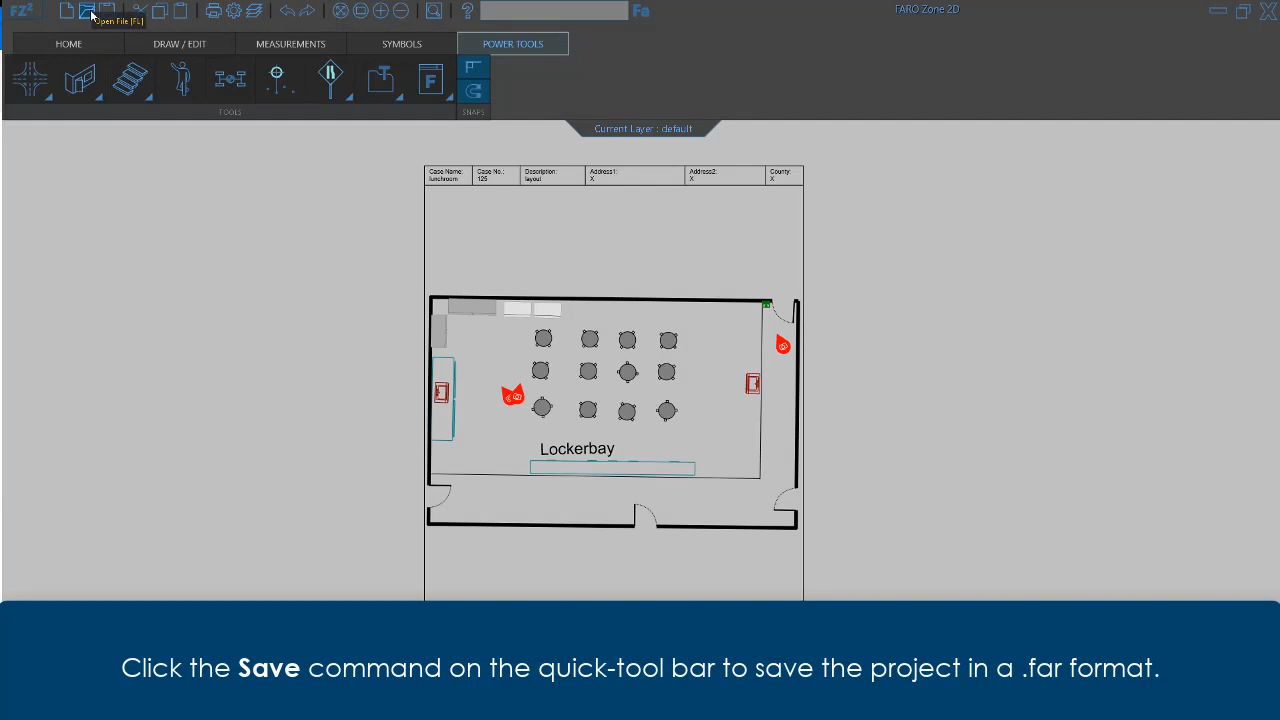 FZ²
Open File [FL]
Fa
FARO Zone 2D
HOME
DRAW / EDIT
MEASUREMENTS
SYMBOLS
POWER TOOLS
F
T
TOOLS
SNAPS
Current Layer : default
Case Name: Case No.: Description: Address1: Address2: County:
lunchroom 125 layout X X X
Lockerbay
Click the Save command on the quick-tool bar to save the project in a .far format.